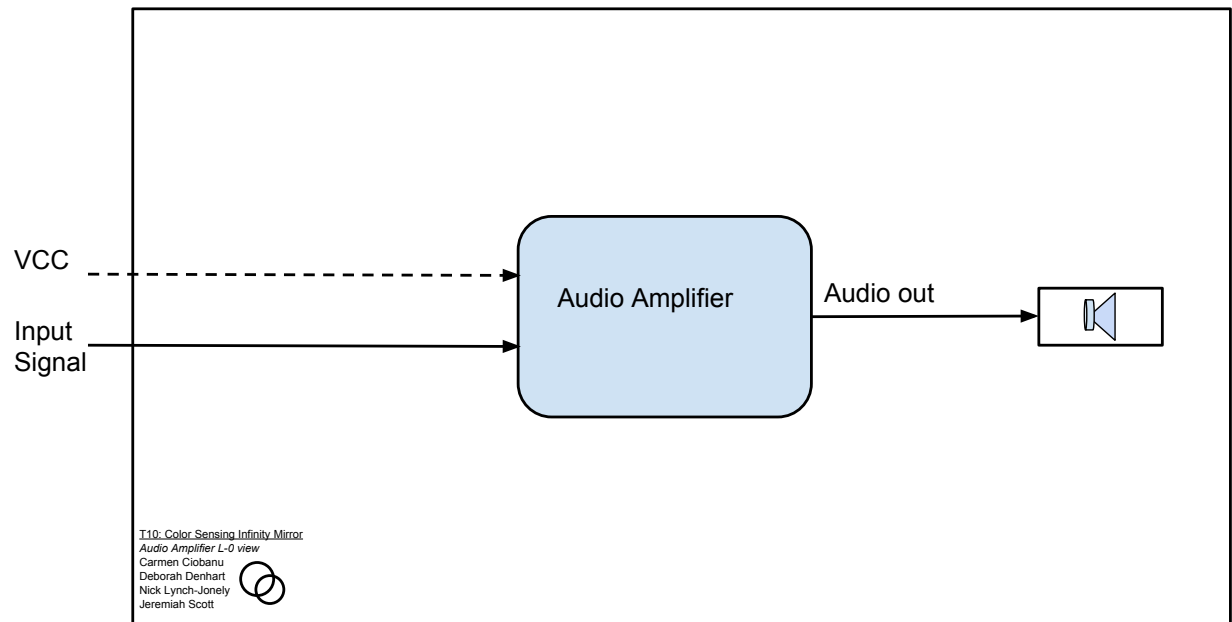 VCC
Input
Signal
Audio Amplifier
Audio out
T10: Color Sensing Infinity Mirror
Audio Amplifier L-0 view
Carmen Ciobanu
Deborah Denhart
Nick Lynch-Jonely
Jeremiah Scott